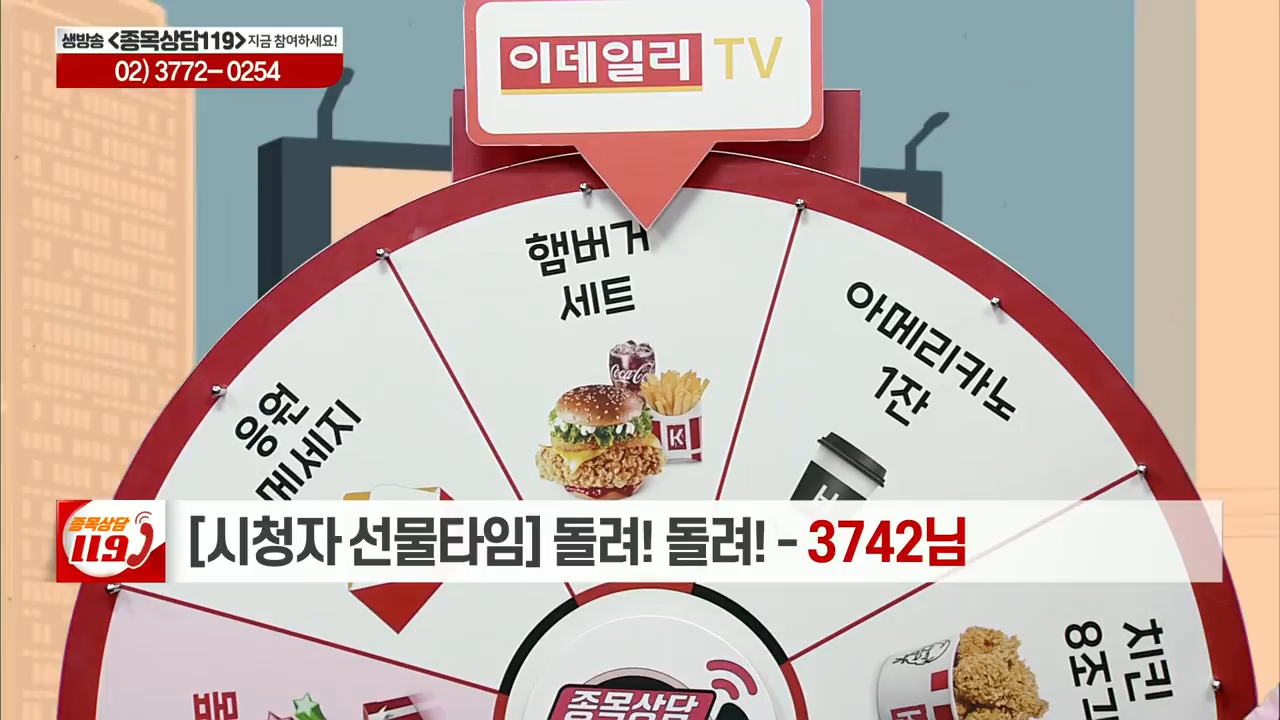 생방송 <종목상담119> 지금 참여하세요!
02) 3772-0254
이데일리 TV
햄버거
세트
아메리카노
1잔
응원
메세지
Coca-Cola
K
종목상담
119
[시청자 선물타임] 돌려! 돌려! - 3742님
치킨
8조각
종목상담